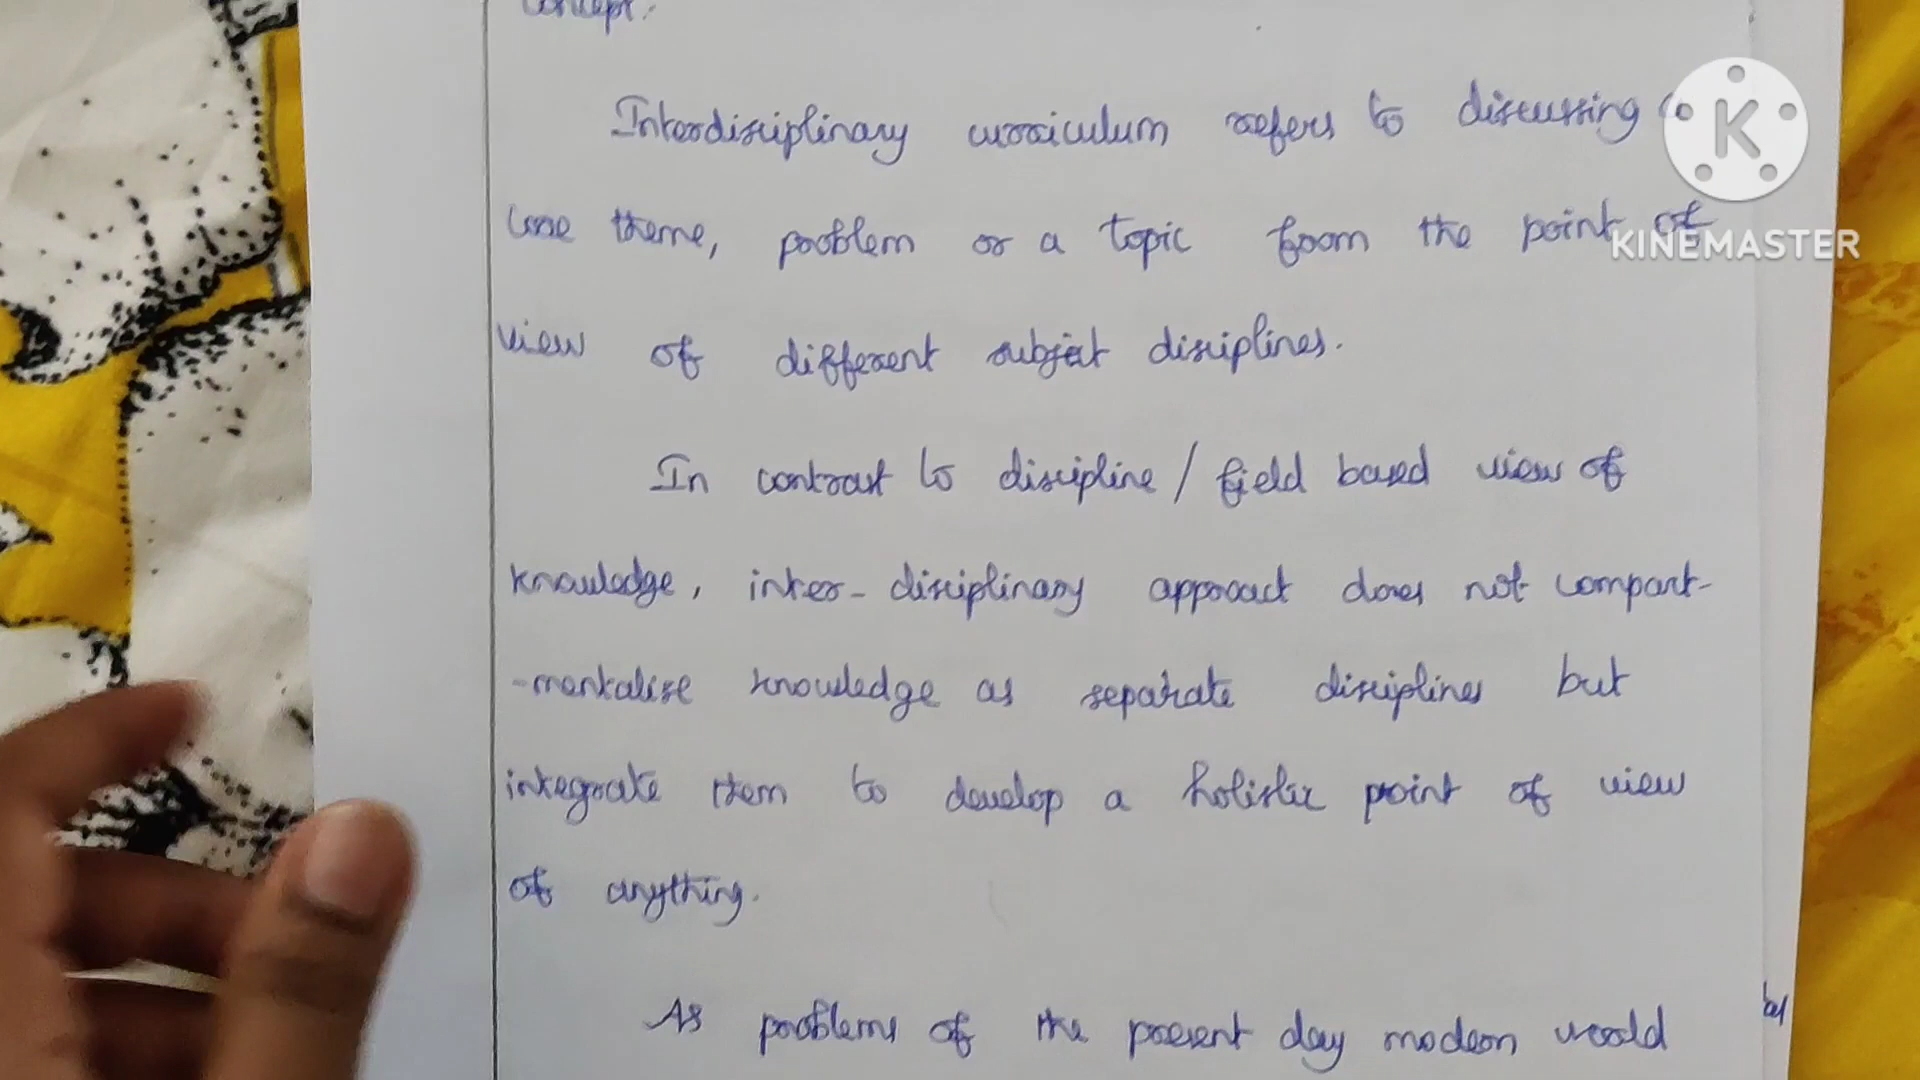 concept.
Interdisciplinary curriculum refers to discussing
one theme, problem or a topic from the point of
view of different subject disciplines.
In contrast to discipline / field based view of
knowledge, inter-disciplinary approach does not compart-
-mentalise knowledge as separate disciplines but
integrate them to develop a holistic point of view
of anything.
As problems of the present day modern world
K
KINEMASTER